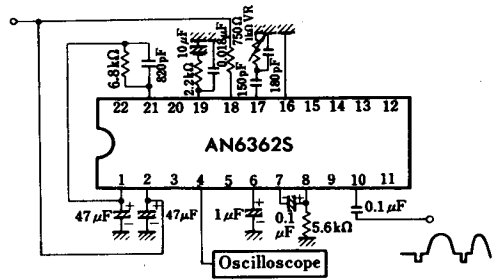 6.8kΩ
820pF
10µF
2.2kΩ
0.018µF
750Ω
1kΩ VR
150pF
180pF
22 21 20 19 18 17 16 15 14 13 12
AN6362S
1 2 3 4 5 6 7 8 9 10 11
47µF
+
−
47µF
+
−
1µF
+
−
0.1
µF
+
5.6kΩ
0.1µF
Oscilloscope